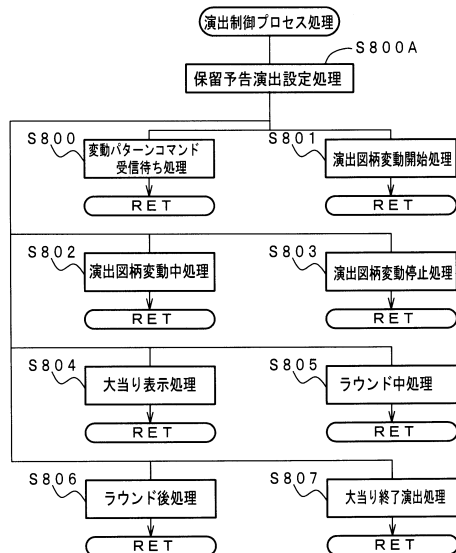 演出制御プロセス処理
S800A
保留予告演出設定処理
S800
変動パターンコマンド
受信待ち処理
RET
S801
演出図柄変動開始処理
RET
S802
演出図柄変動中処理
RET
S803
演出図柄変動停止処理
RET
S804
大当り表示処理
RET
S805
ラウンド中処理
RET
S806
ラウンド後処理
RET
S807
大当り終了演出処理
RET